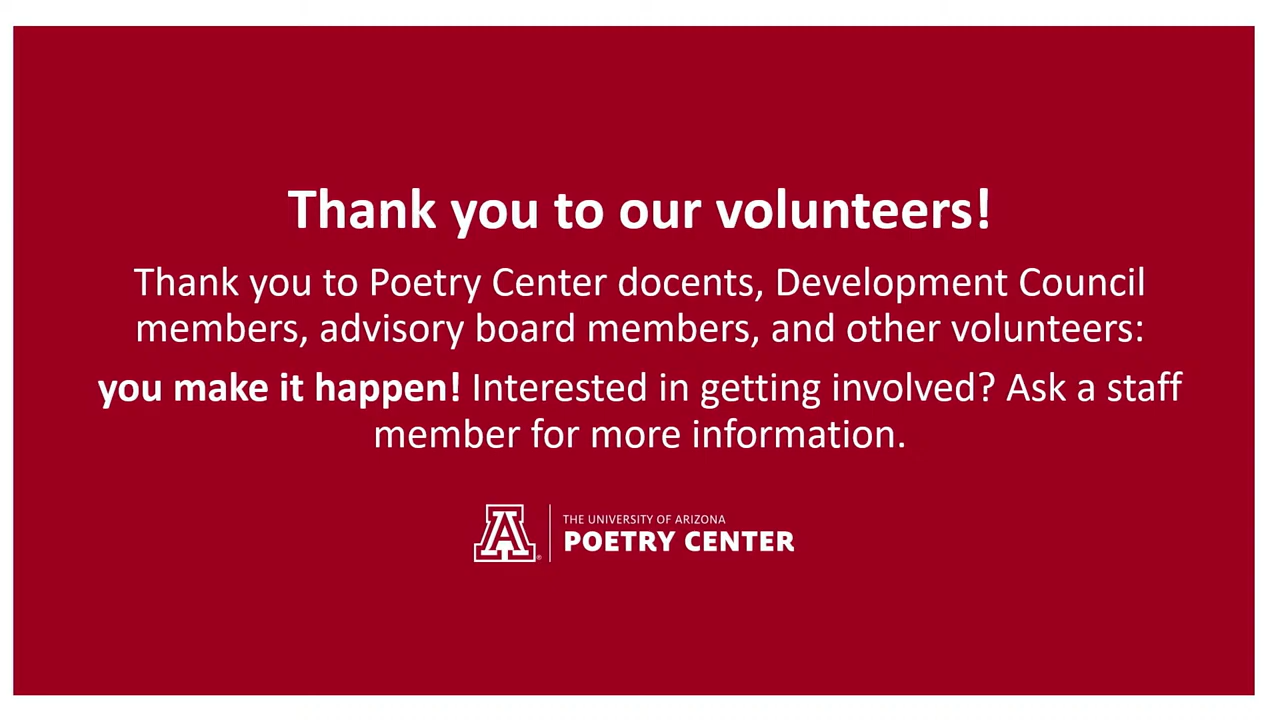 Thank you to our volunteers!
Thank you to Poetry Center docents, Development Council
members, advisory board members, and other volunteers:
you make it happen! Interested in getting involved? Ask a staff
member for more information.
A
THE UNIVERSITY OF ARIZONA
POETRY CENTER